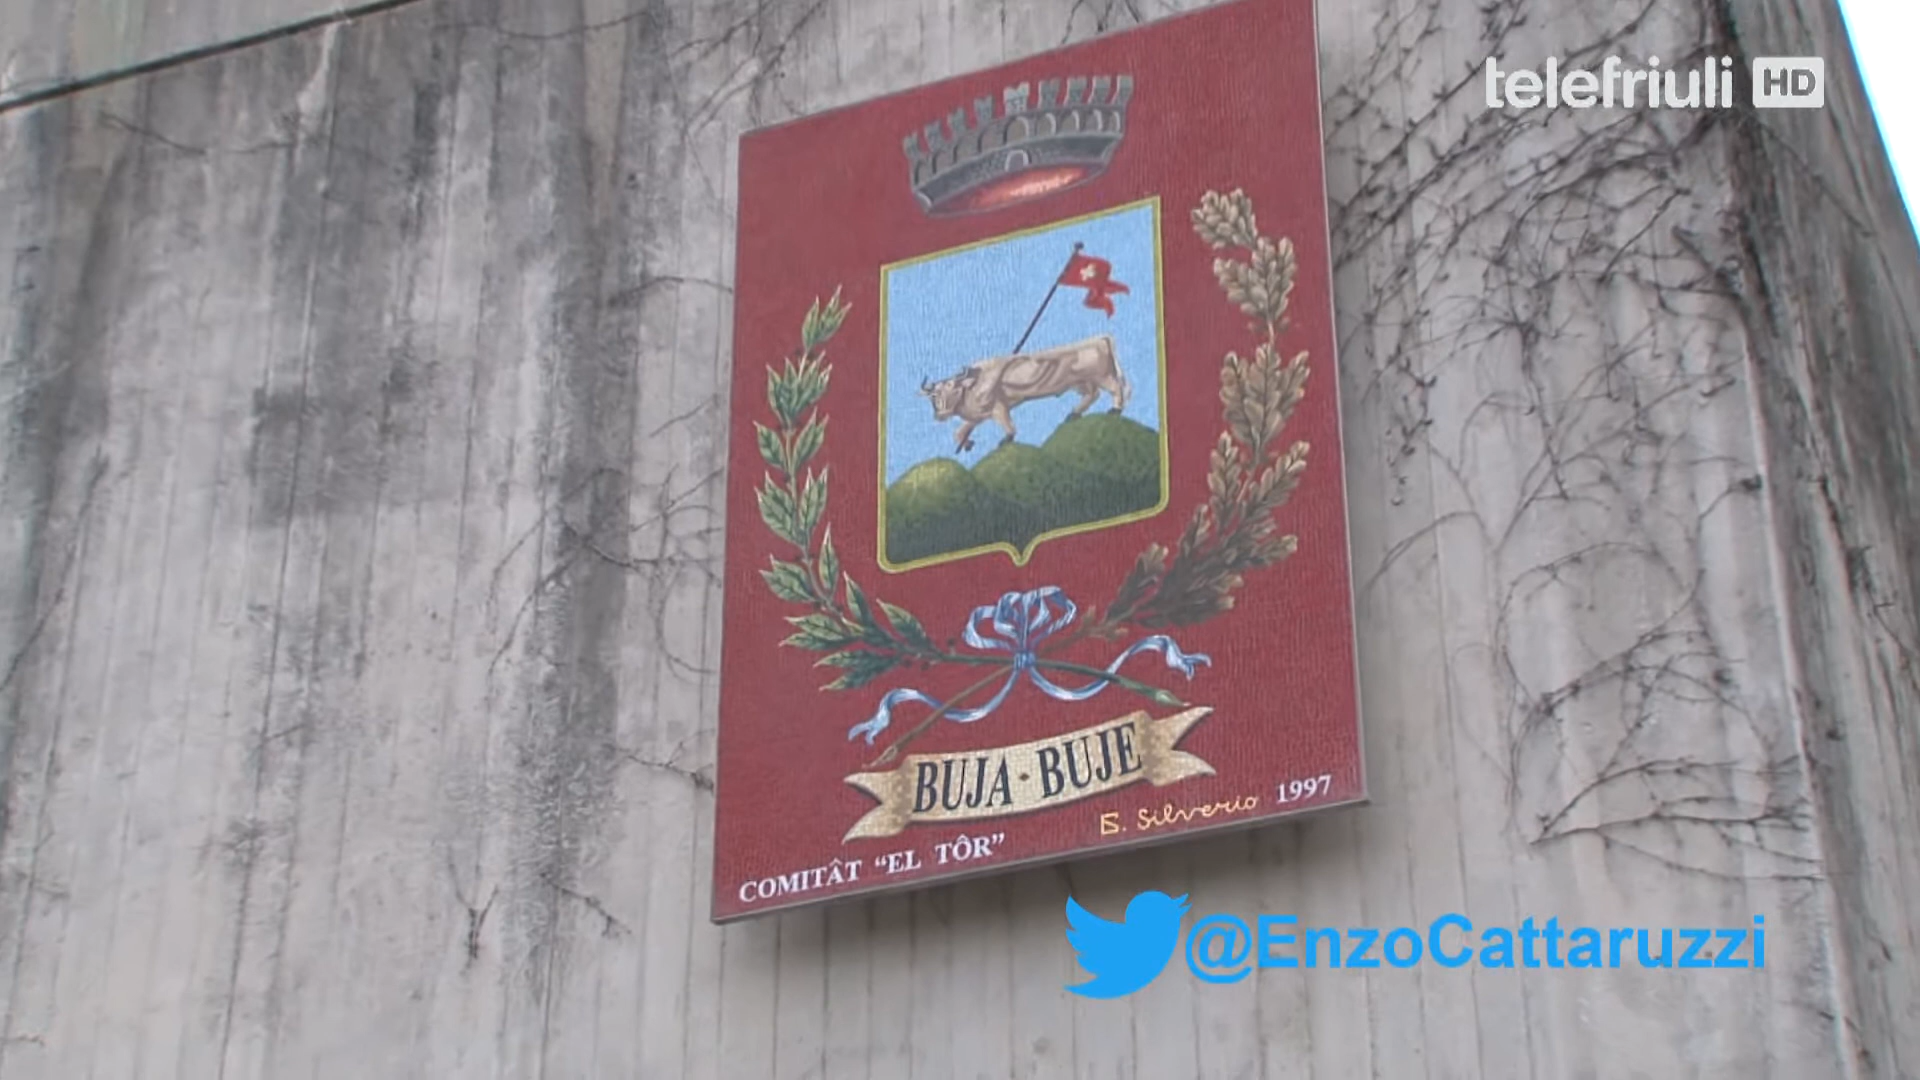 telefriuli HD
BUJA · BUJE
B. Silverio 1997
COMITÂT “EL TÔR”
@EnzoCattaruzzi